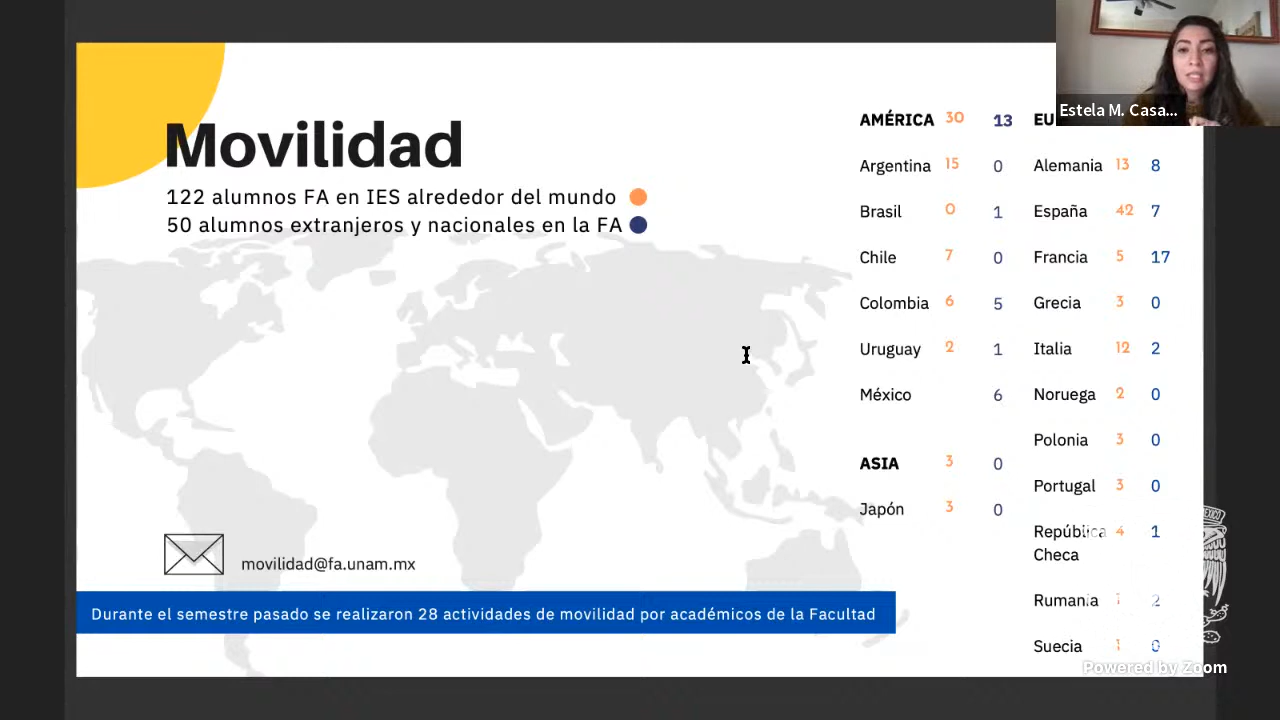 Movilidad
122 alumnos FA en IES alrededor del mundo
50 alumnos extranjeros y nacionales en la FA
AMÉRICA 30 13
Argentina 15 0
Brasil 0 1
Chile 7 0
Colombia 6 5
Uruguay 2 1
México 6
ASIA 3 0
Japón 3 0
EU
Alemania 13 8
España 42 7
Francia 5 17
Grecia 3 0
Italia 12 2
Noruega 2 0
Polonia 3 0
Portugal 3 0
República 4 1
Checa
Rumania 1 2
Suecia 1 0
movilidad@fa.unam.mx
Durante el semestre pasado se realizaron 28 actividades de movilidad por académicos de la Facultad
Estela M. Casa...
Powered by Zoom